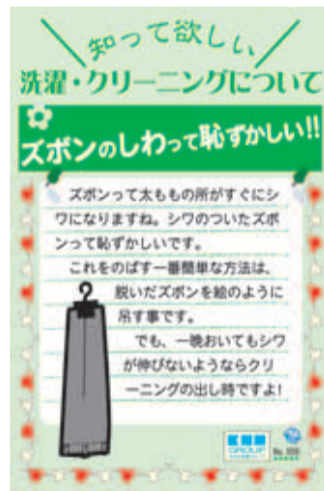 知って欲しい
洗濯・クリーニングについて
ズボンのしわって恥ずかしい!!
ズボンって太ももの所がすぐにシ
ワになりますね。シワのついたズボ
ンって恥ずかしいです。
これをのばす一番簡単な方法は、
脱いだズボンを絵のように
吊す事です。
でも、一晩おいてもシワ
が伸びないようならクリ
ーニングの出し時ですよ!
GROUP